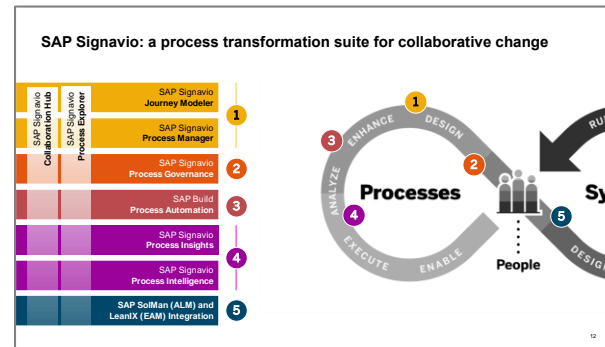 SAP Signavio: a process transformation suite for collaborative change
SAP Signavio
Collaboration Hub
SAP Signavio
Process Explorer
SAP Signavio
Journey Modeler
SAP Signavio
Process Manager
1
SAP Signavio
Process Governance
2
SAP Build
Process Automation
3
SAP Signavio
Process Insights
SAP Signavio
Process Intelligence
4
SAP SolMan (ALM) and
LeanIX (EAM) Integration
5
1
ENHANCE
DESIGN
3
2
ANALYZE
Processes
4
EXECUTE
ENABLE
People
5
RU
Sy
DESIG
12